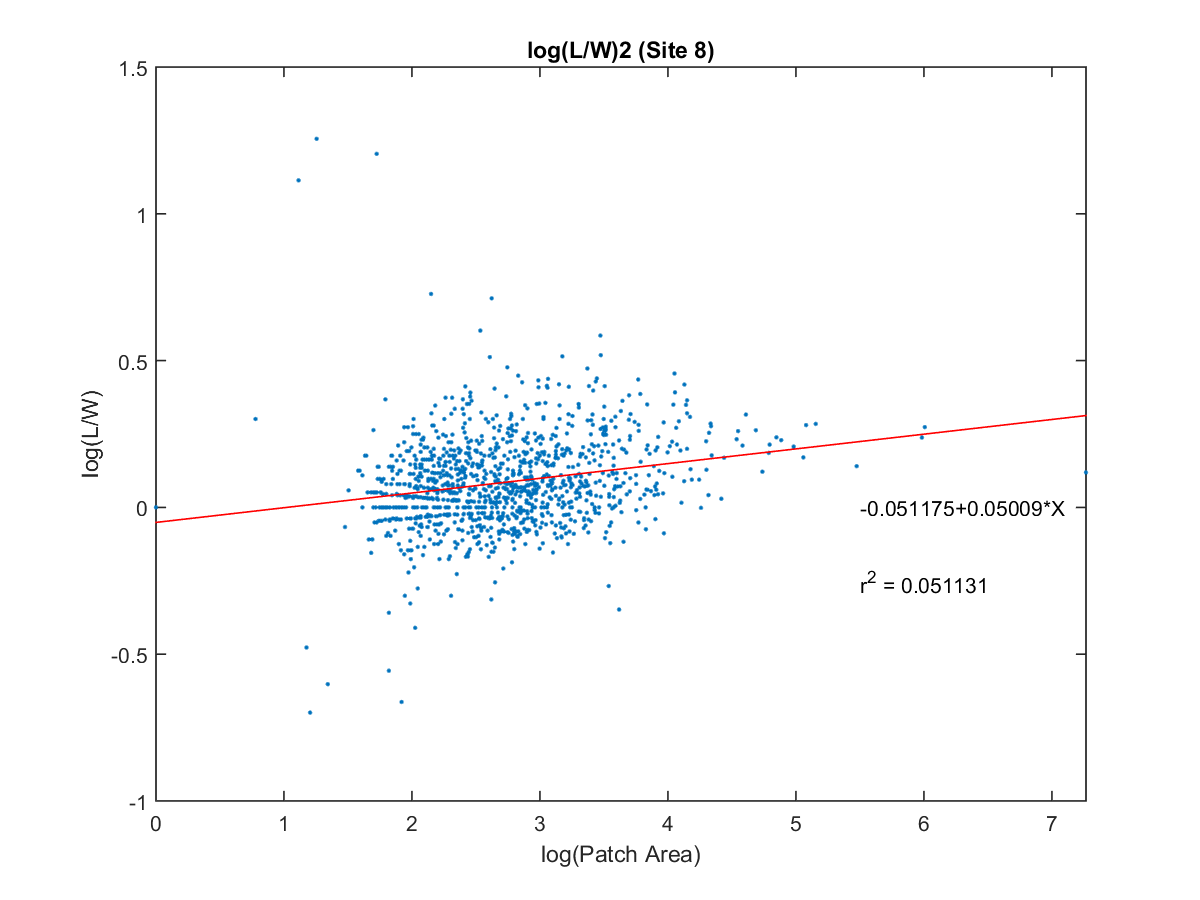 log(L/W)2 (Site 8)
1.5
1
0.5
0
-0.5
-1
log(L/W)
-0.051175+0.05009*X
r2 = 0.051131
0 1 2 3 4 5 6 7
log(Patch Area)